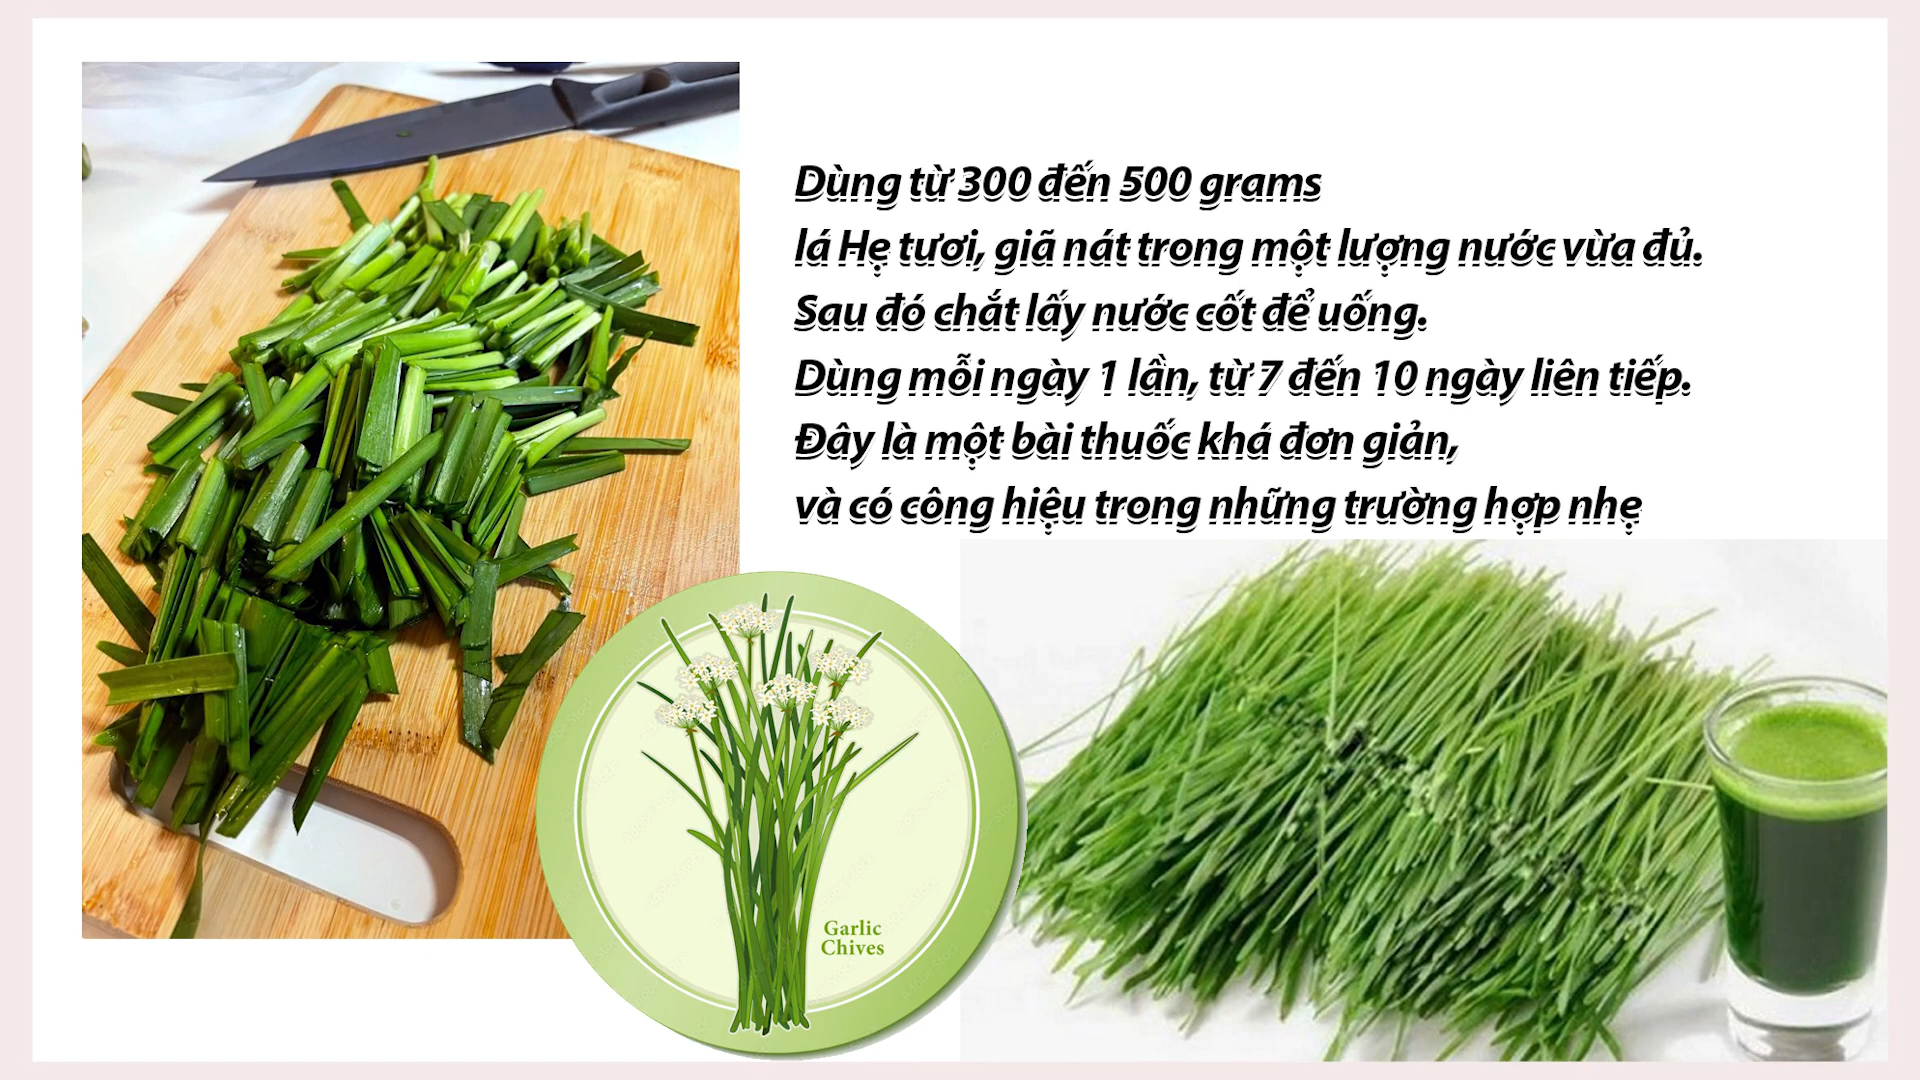 Dùng từ 300 đến 500 grams
lá Hẹ tươi, giã nát trong một lượng nước vừa đủ.
Sau đó chắt lấy nước cốt để uống.
Dùng mỗi ngày 1 lần, từ 7 đến 10 ngày liên tiếp.
Đây là một bài thuốc khá đơn giản,
và có công hiệu trong những trường hợp nhẹ
Garlic
Chives